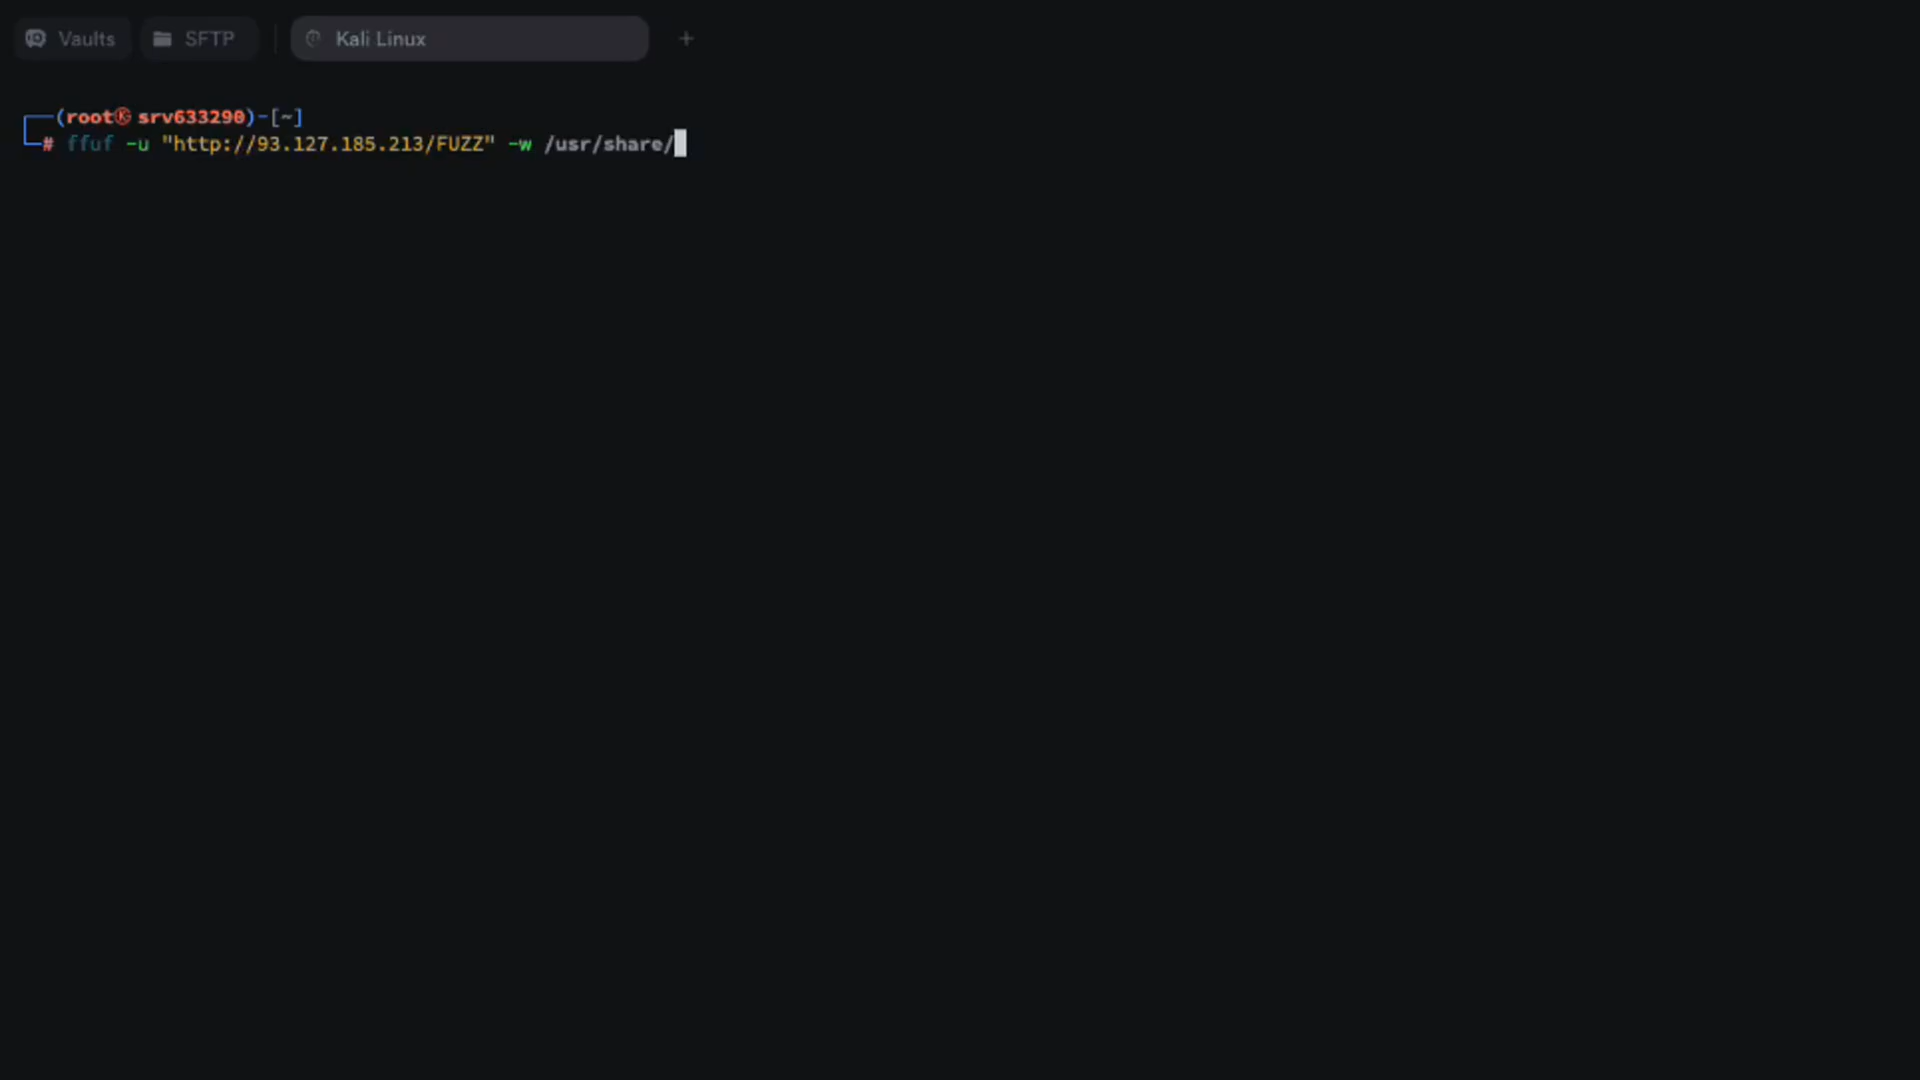 Vaults SFTP Kali Linux +
┌──(root㉿srv633290)-[~]
└─# ffuf -u "http://93.127.185.213/FUZZ" -w /usr/share/